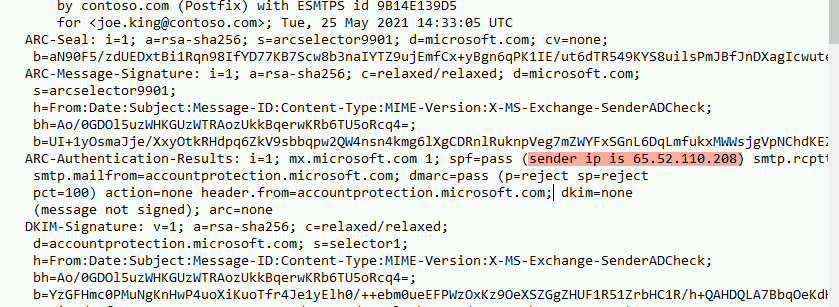 by contoso.com (Postfix) with ESMTPS id 9B14E139D5
for <joe.king@contoso.com>; Tue, 25 May 2021 14:33:05 UTC
ARC-Seal: i=1; a=rsa-sha256; s=arcselector9901; d=microsoft.com; cv=none;
b=aN90F5/zdUEDxtBi1Rqn98IfYD77KB7Scw8b3naIYTZ9ujEmfCx+yBgn6qPK1IE/ut6dTR549KYS8uilsPmJBfJnDXagIcwute
ARC-Message-Signature: i=1; a=rsa-sha256; c=relaxed/relaxed; d=microsoft.com;
s=arcselector9901;
h=From:Date:Subject:Message-ID:Content-Type:MIME-Version:X-MS-Exchange-SenderADCheck;
bh=Ao/0GDOl5uzWHKGUzWTRAozUkkBqerwKRb6TU5oRcq4=;
b=UI+1yOsmaJje/XxyOtkRHdpq6ZkV9sbbqpw2QW4nsn4kmg6lXgCDRnlRuknpVeg7mZWYFxSGnL6DqLmfukxMWWsjgVpNChdKEZ
ARC-Authentication-Results: i=1; mx.microsoft.com 1; spf=pass (sender ip is 65.52.110.208) smtp.rcptt
smtp.mailfrom=accountprotection.microsoft.com; dmarc=pass (p=reject sp=reject
pct=100) action=none header.from=accountprotection.microsoft.com; dkim=none
(message not signed); arc=none
DKIM-Signature: v=1; a=rsa-sha256; c=relaxed/relaxed;
d=accountprotection.microsoft.com; s=selector1;
h=From:Date:Subject:Message-ID:Content-Type:MIME-Version:X-MS-Exchange-SenderADCheck;
bh=Ao/0GDOl5uzWHKGUzWTRAozUkkBqerwKRb6TU5oRcq4=;
b=YzGFHmc0PMuNgKnHwP4uoXiKuoTfr4Je1yElh0/++ebm0ueEFPWzOxKz9OeXSZGgZHUF1R51ZrbHC1R/h+QAHDQLA7BbqOeKdi